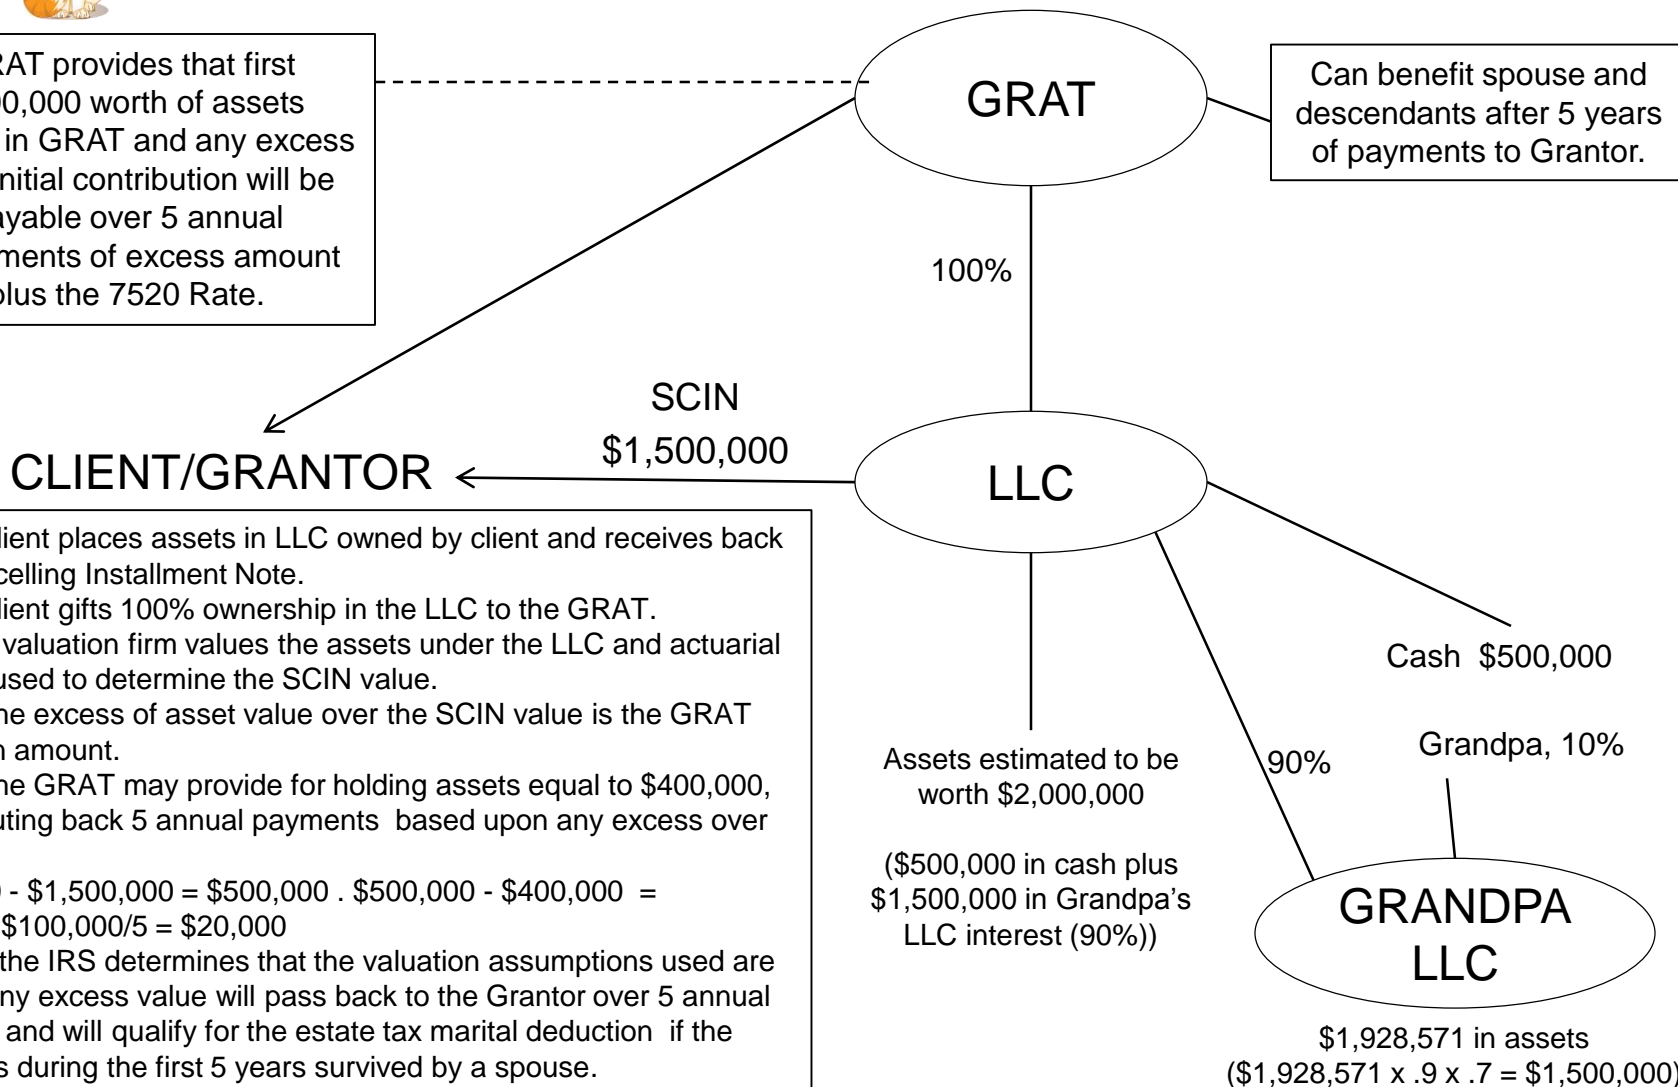 RAT provides that first
00,000 worth of assets
in GRAT and any excess
nitial contribution will be
ayable over 5 annual
ments of excess amount
plus the 7520 Rate.
GRAT
Can benefit spouse and
descendants after 5 years
of payments to Grantor.
100%
SCIN
$1,500,000
CLIENT/GRANTOR
LLC
lient places assets in LLC owned by client and receives back
celling Installment Note.
lient gifts 100% ownership in the LLC to the GRAT.
valuation firm values the assets under the LLC and actuarial
used to determine the SCIN value.
he excess of asset value over the SCIN value is the GRAT
n amount.
he GRAT may provide for holding assets equal to $400,000,
uting back 5 annual payments based upon any excess over
- $1,500,000 = $500,000 . $500,000 - $400,000 =
$100,000/5 = $20,000
the IRS determines that the valuation assumptions used are
ny excess value will pass back to the Grantor over 5 annual
and will qualify for the estate tax marital deduction if the
s during the first 5 years survived by a spouse.
Assets estimated to be
worth $2,000,000
($500,000 in cash plus
$1,500,000 in Grandpa's
LLC interest (90%))
Cash $500,000
Grandpa, 10%
90%
GRANDPA
LLC
$1,928,571 in assets
($1,928,571 x .9 x .7 = $1,500,000)